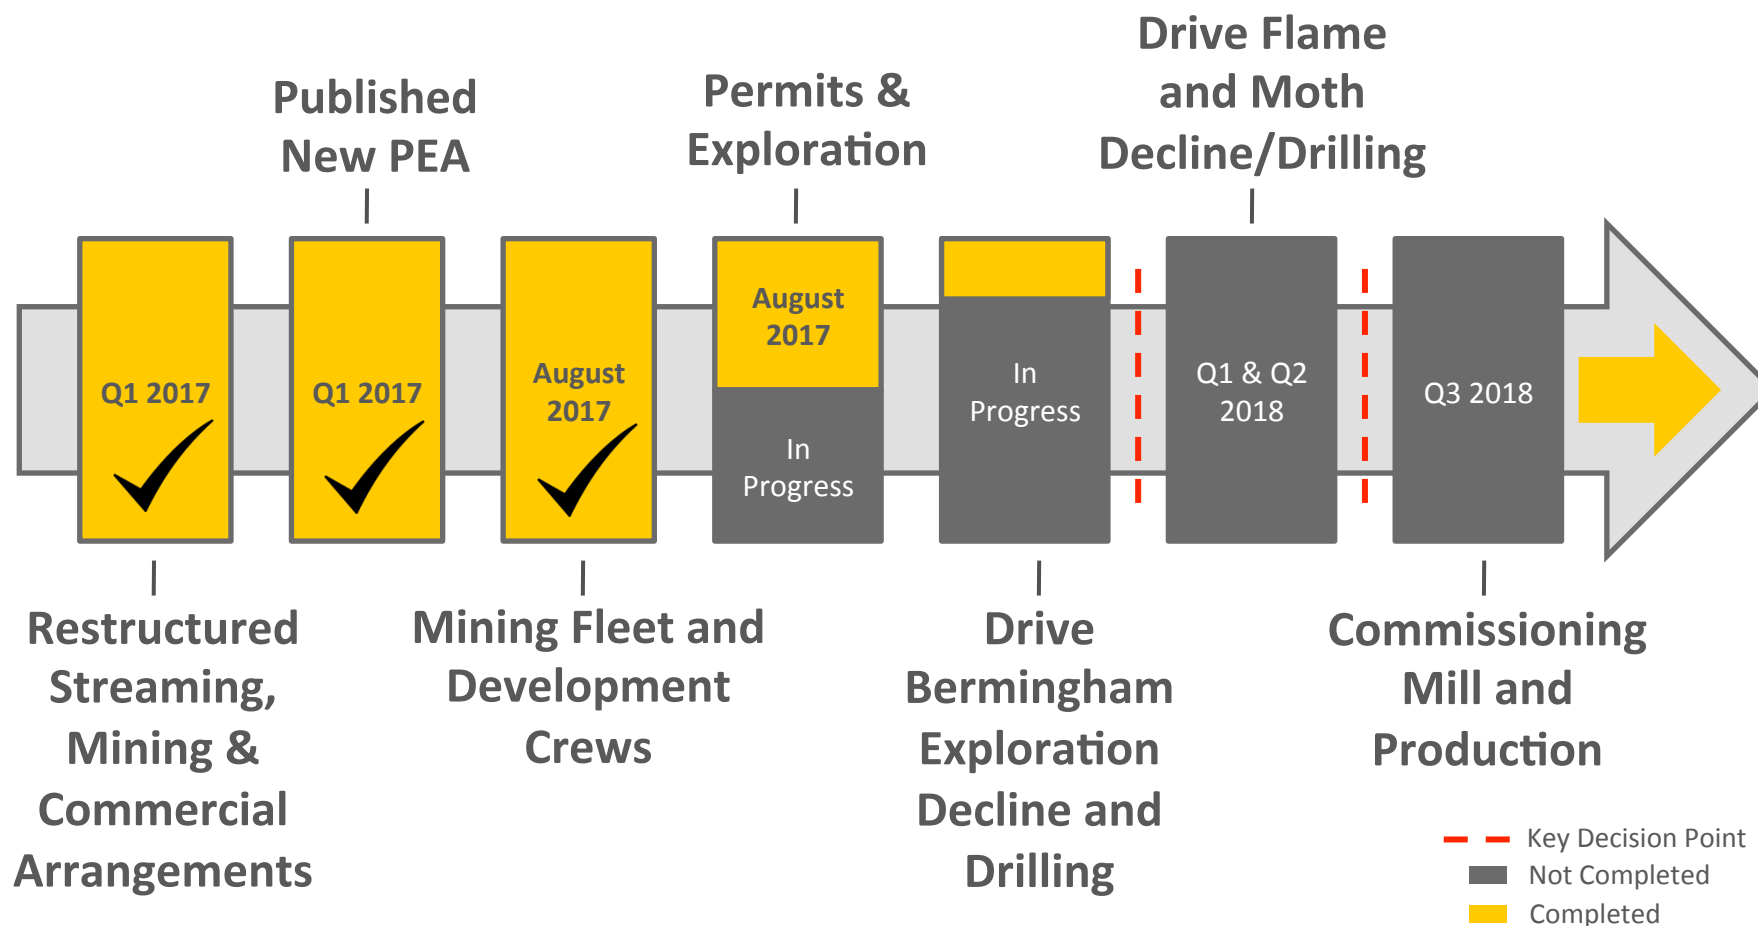 Published
New PEA
Permits &
Exploration
Drive Flame
and Moth
Decline/Drilling
Q1 2017
Q1 2017
August
2017
August
2017
In
Progress
In
Progress
Q1 & Q2
2018
Q3 2018
Restructured
Streaming,
Mining &
Commercial
Arrangements
Mining Fleet and
Development
Crews
Drive
Bermingham
Exploration
Decline and
Drilling
Commissioning
Mill and
Production
Key Decision Point
Not Completed
Completed